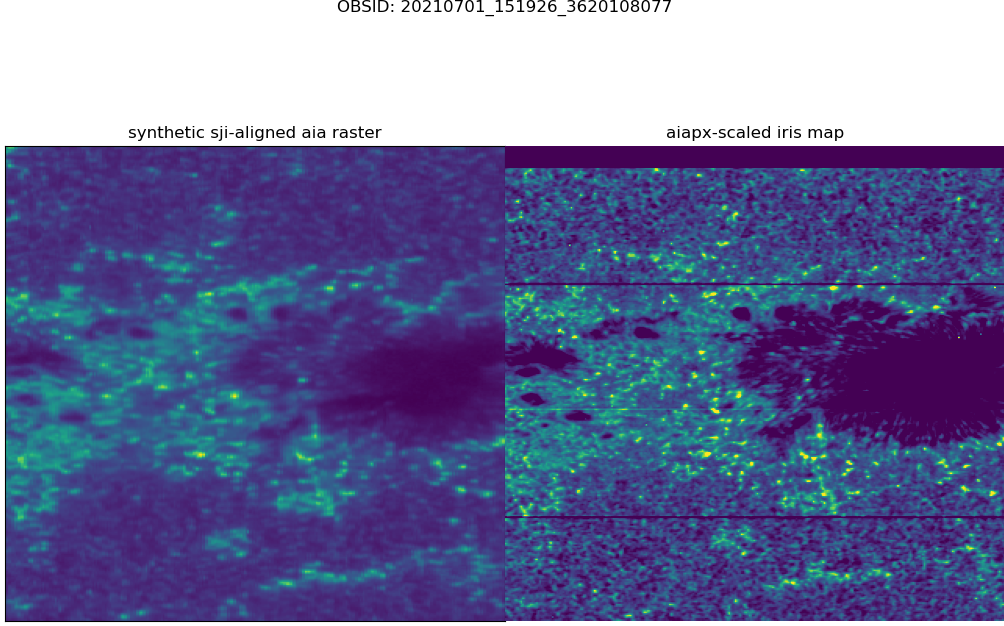 OBSID: 20210701_151926_3620108077
synthetic sji-aligned aia raster
aiapx-scaled iris map